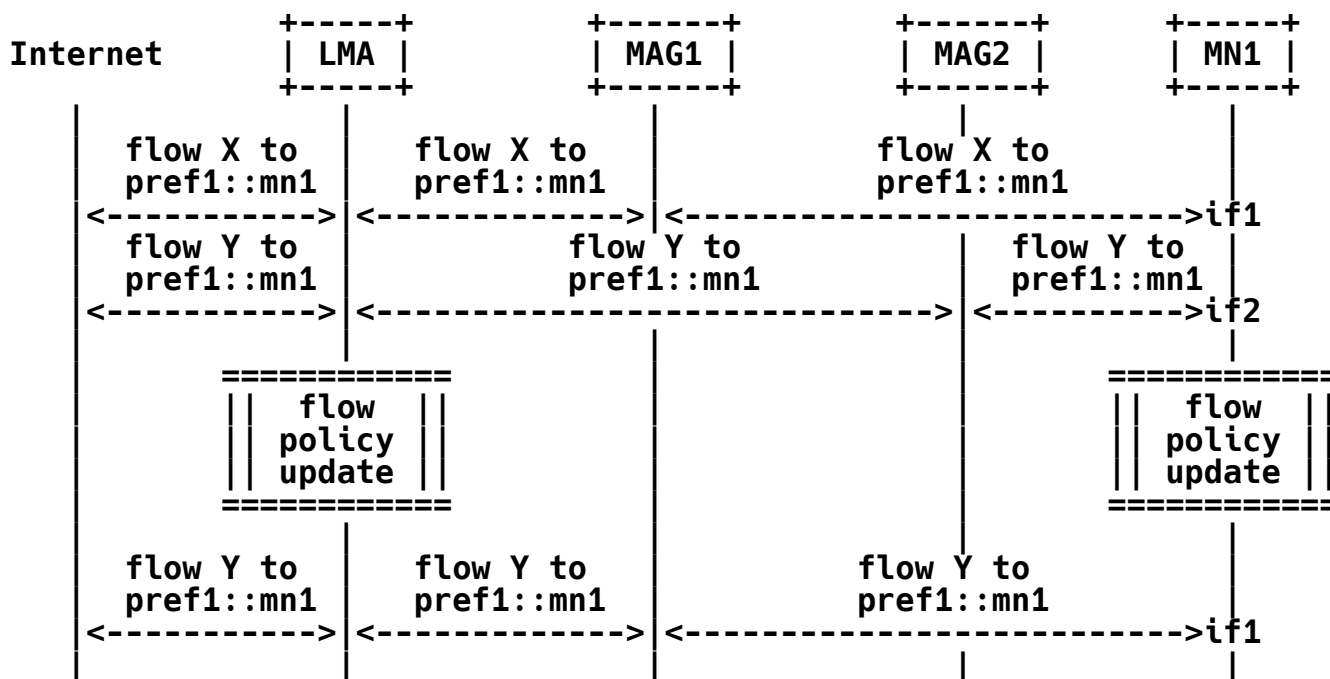 +-----+         +------+        +------+      +-----+
Internet   | LMA |         | MAG1 |        | MAG2 |      | MN1 |
           +-----+         +------+        +------+      +-----+
flow X to flow X to flow X to
pref1::mn1 pref1::mn1 pref1::mn1
|<----------->|<------------->|<-------------------------->if1
flow Y to flow Y to flow Y to
pref1::mn1 pref1::mn1 pref1::mn1
|<----------->|<----------------------------->|<----------->if2
============ ============
|| flow || || flow ||
|| policy || || policy ||
|| update || || update ||
============ ============
flow Y to flow Y to flow Y to
pref1::mn1 pref1::mn1 pref1::mn1
|<----------->|<------------->|<-------------------------->if1